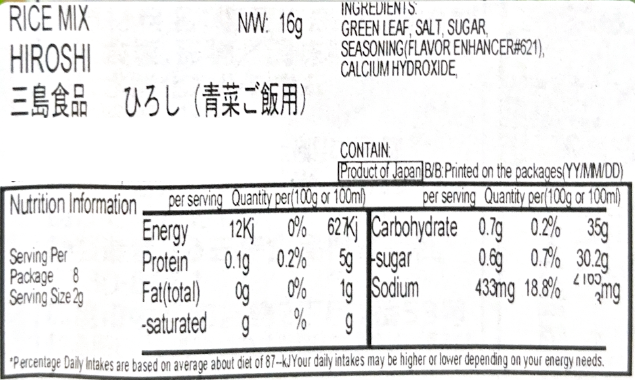 RICE MIX N/W: 16g
HIROSHI
三島食品 ひろし（青菜ご飯用）
INGREDIENTS:
GREEN LEAF, SALT, SUGAR,
SEASONING(FLAVOR ENHANCER#621),
CALCIUM HYDROXIDE,
CONTAIN:
Product of Japan B/B:Printed on the packages(YY/MM/DD)
Nutrition Information
Serving Per
Package 8
Serving Size 2g
per serving Quantity per(100g or 100ml)
Energy 12Kj 0% 627Kj
Protein 0.1g 0.2% 5g
Fat(total) 0g 0% 1g
-saturated g % g
per serving Quantity per(100g or 100ml)
Carbohydrate 0.7g 0.2% 35g
-sugar 0.6g 0.7% 30.2g
Sodium 433mg 18.8% mg
*Percentage Daily Intakes are based on average about diet of 87--kJYour daily intakes may be higher or lover depending on your energy needs.